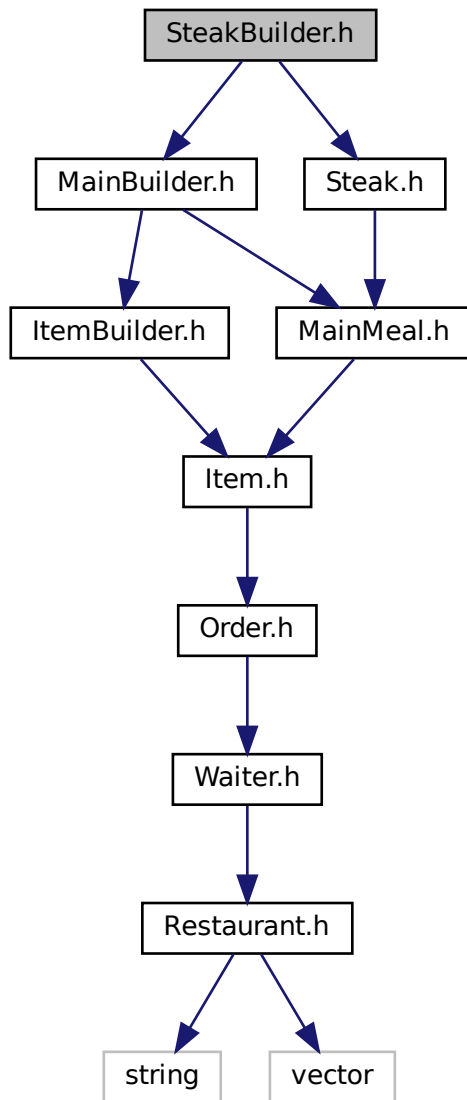 SteakBuilder.h
MainBuilder.h
Steak.h
ItemBuilder.h
MainMeal.h
Item.h
Order.h
Waiter.h
Restaurant.h
string
vector